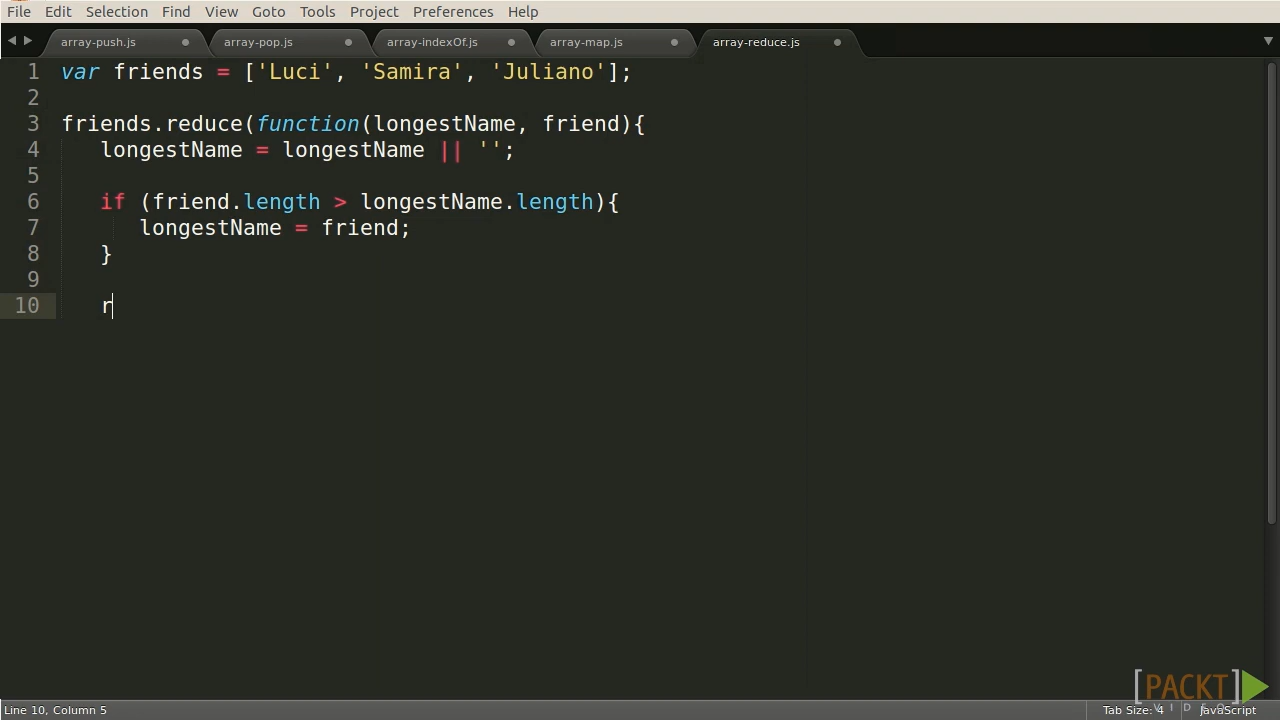 File Edit Selection Find View Goto Tools Project Preferences Help
array-push.js array-pop.js array-indexOf.js array-map.js array-reduce.js
1 var friends = ['Luci', 'Samira', 'Juliano'];
2
3 friends.reduce(function(longestName, friend){
4 longestName = longestName || '';
5
6 if (friend.length > longestName.length){
7 longestName = friend;
8 }
9
10 r
[PACKT]
VIDEO
Line 10, Column 5 Tab Size: 4 JavaScript